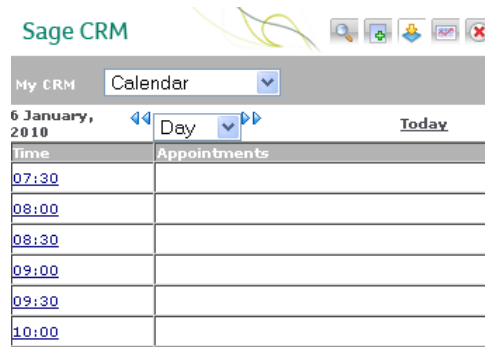 Sage CRM
My CRM Calendar
6 January, 2010 Day Today
Time Appointments
07:30
08:00
08:30
09:00
09:30
10:00